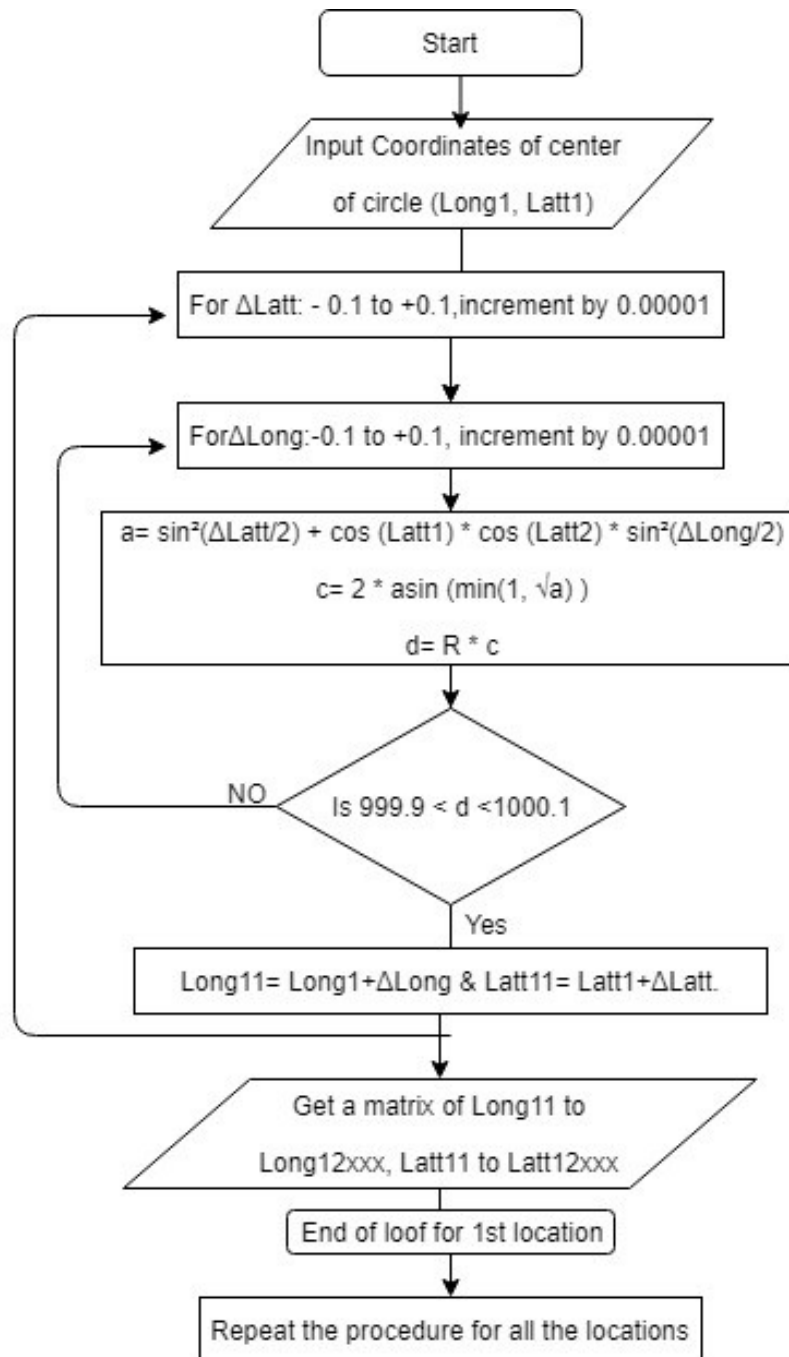 Start
Input Coordinates of center
of circle (Long1, Latt1)
For ΔLatt: - 0.1 to +0.1,increment by 0.00001
ForΔLong:-0.1 to +0.1, increment by 0.00001
a= sin²(ΔLatt/2) + cos (Latt1) * cos (Latt2) * sin²(ΔLong/2)
c= 2 * asin (min(1, √a) )
d= R * c
NO
Is 999.9 < d <1000.1
Yes
Long11= Long1+ΔLong & Latt11= Latt1+ΔLatt.
Get a matrix of Long11 to
Long12xxx, Latt11 to Latt12xxx
End of loof for 1st location
Repeat the procedure for all the locations